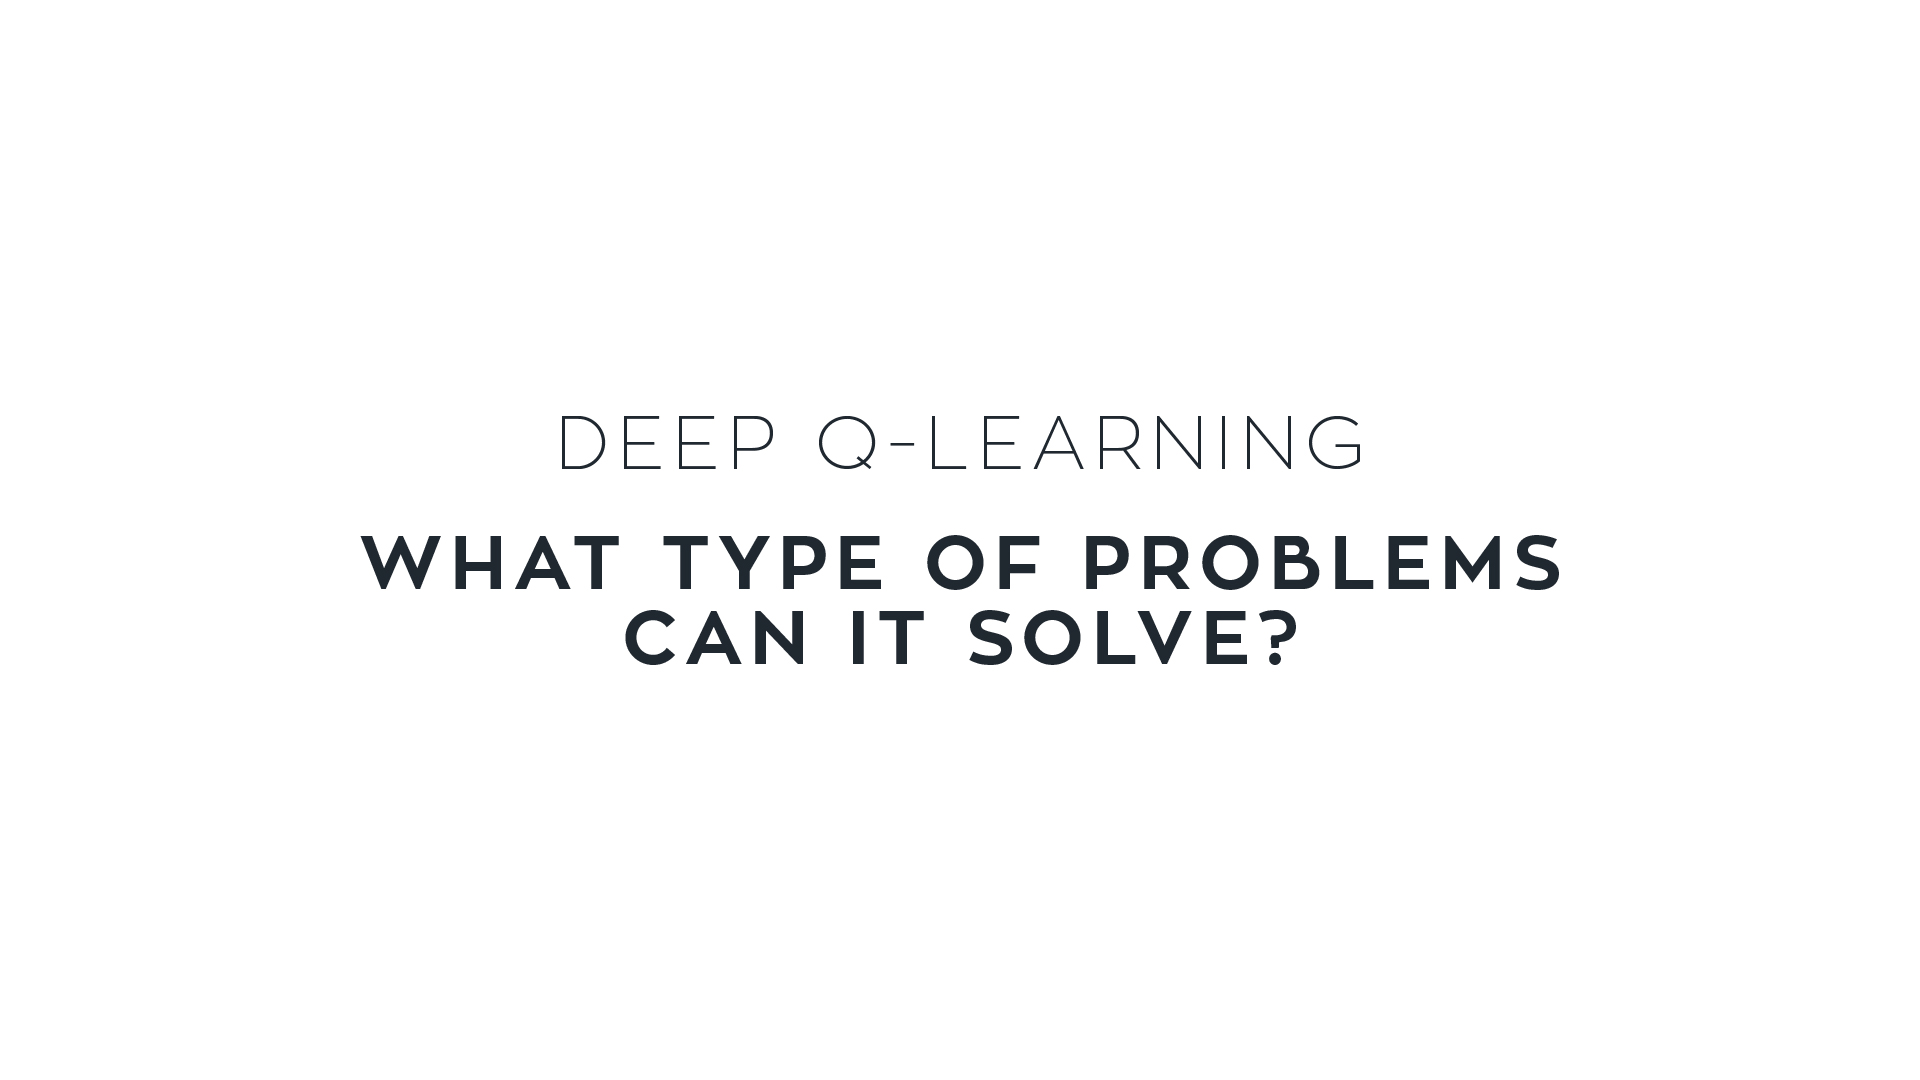 DEEP Q-LEARNING
WHAT TYPE OF PROBLEMS
CAN IT SOLVE?